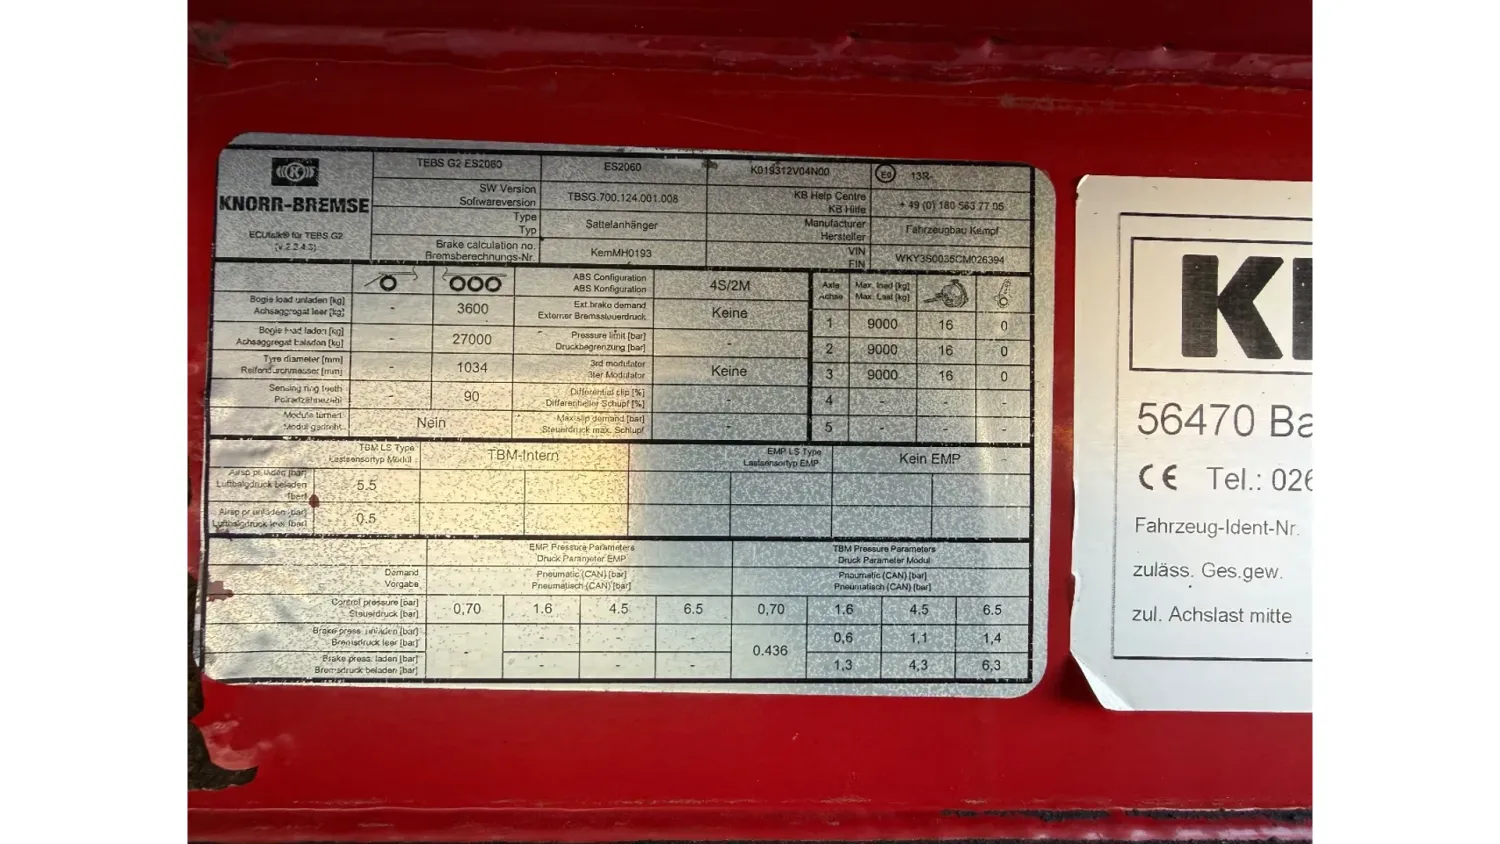 TEBS G2 ES2060 ES2060 K019312V04N00 E0 13R-
KNORR-BREMSE
ECUtalk® für TEBS G2
(v.2.2.4.3)
SW Version
Softwareversion TBSG.700.124.001.008 KB Help Centre
KB Hilfe + 49 (0) 180 563 77 05
Type
Typ Sattelanhänger Manufacturer
Hersteller Fahrzeugbau Kempf
Brake calculation no.
Bremsberechnungs-Nr. KemMH0193 VIN
FIN WKY3S0035CM026394
ABS Configuration
ABS Konfiguration 4S/2M
Bogie load unladen [kg]
Achsaggregat leer [kg] - 3600 Ext brake demand
Externer Bremssteuerdruck Keine
Bogie load laden [kg]
Achsaggregat beladen [kg] - 27000 Pressure limit [bar]
Druckbegrenzung [bar] -
Tyre diameter [mm]
Reifendurchmesser [mm] - 1034 3rd modulator
3ter Modulator Keine
Sensing ring teeth
Polradzähnezahl - 90 Differential slip [%]
Differentieller Schupf [%] -
Module turned
Modul gedreht Nein Max slip demand [bar]
Steuerdruck max. Schlupf -
Axle
Achse Max. load [kg]
Max. Last [kg]
1 9000 16 0
2 9000 16 0
3 9000 16 0
4 - - -
5 - - -
TBM LS Type
Lastsensortyp Modul TBM-Intern EMP LS Type
Lastsensortyp EMP Kein EMP
Airsp pr. laden [bar]
Luftbalgdruck beladen
[bar] 5.5
Airsp pr unladen [bar]
Luftbalgdruck leer [bar] 0.5
EMP Pressure Parameters
Druck Parameter EMP TBM Pressure Parameters
Druck Parameter Modul
Demand
Vorgabe Pneumatic (CAN) [bar]
Pneumatisch (CAN) [bar] Pneumatic (CAN) [bar]
Pneumatisch (CAN) [bar]
Control pressure [bar]
Steuerdruck [bar] 0,70 1.6 4.5 6.5 0,70 1.6 4.5 6.5
Brake press. unladen [bar]
Bremsdruck leer [bar] - - - - 0.436 0,6 1,1 1,4
Brake press. laden [bar]
Bremsdruck beladen [bar] - - - 1,3 4,3 6,3
56470 Ba
CE Tel.: 026
Fahrzeug-Ident-Nr.
zuläss. Ges.gew.
zul. Achslast mitte